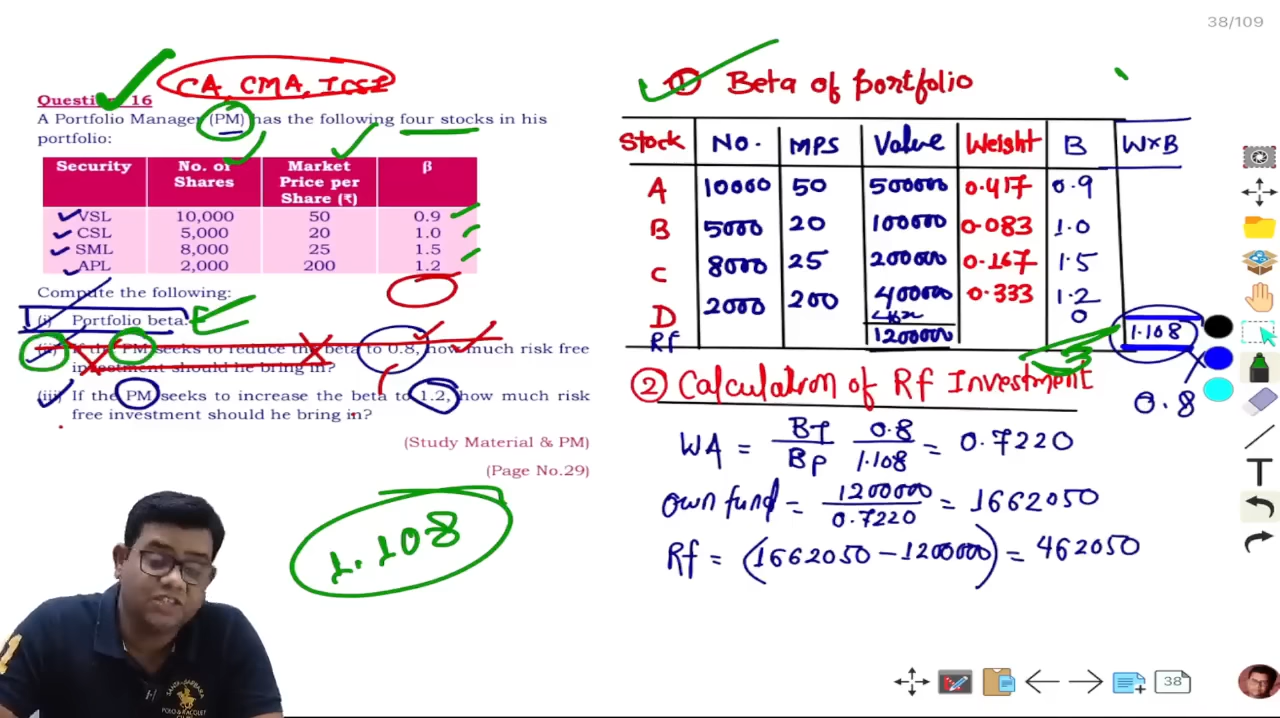 38/109
CA, CMA, ICSI
Question 16
A Portfolio Manager (PM) has the following four stocks in his
portfolio:
Security No. of Shares Market Price per Share (₹) β
VSL 10,000 50 0.9
CSL 5,000 20 1.0
SML 8,000 25 1.5
APL 2,000 200 1.2
Compute the following:
(i) Portfolio beta.
(ii) If the PM seeks to reduce the beta to 0.8, how much risk free
investment should he bring in?
(iii) If the PM seeks to increase the beta to 1.2, how much risk
free investment should he bring in?
(Study Material & PM)
(Page No.29)
1.108
① Beta of portfolio
Stock No. MPS Value Weight B W×B
A 10000 50 500000 0.417 0.9
B 5000 20 100000 0.083 1.0
C 8000 25 200000 0.167 1.5
D 2000 200 400000 0.333 1.2
Rf 0
1200000 1.108
0.8
② Calculation of Rf Investment
WA = BT/BP 0.8/1.108 = 0.7220
own fund = 1200000/0.7220 = 1662050
Rf = (1662050 - 1200000) = 462050
38